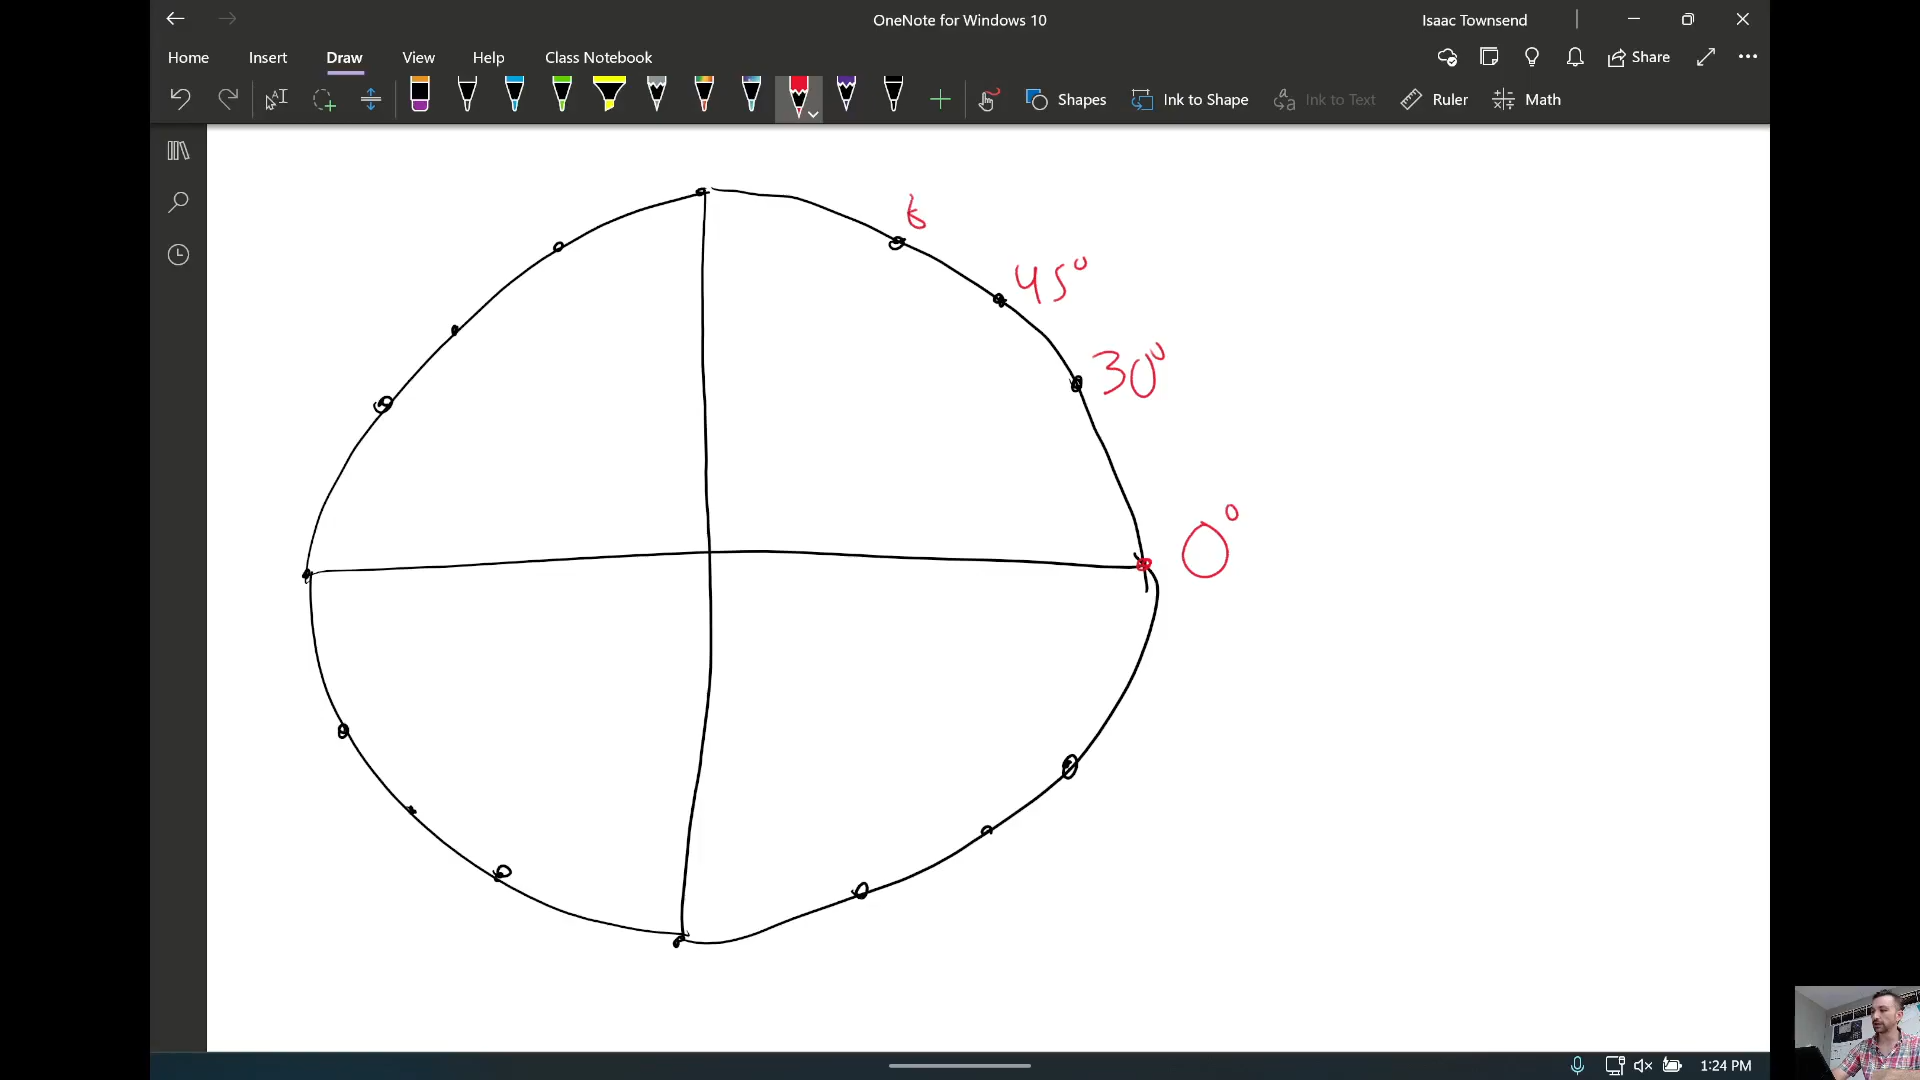 OneNote for Windows 10
Isaac Townsend
Home Insert Draw View Help Class Notebook
Share
Shapes Ink to Shape Ink to Text Ruler Math
6
45°
30°
0°
1:24 PM